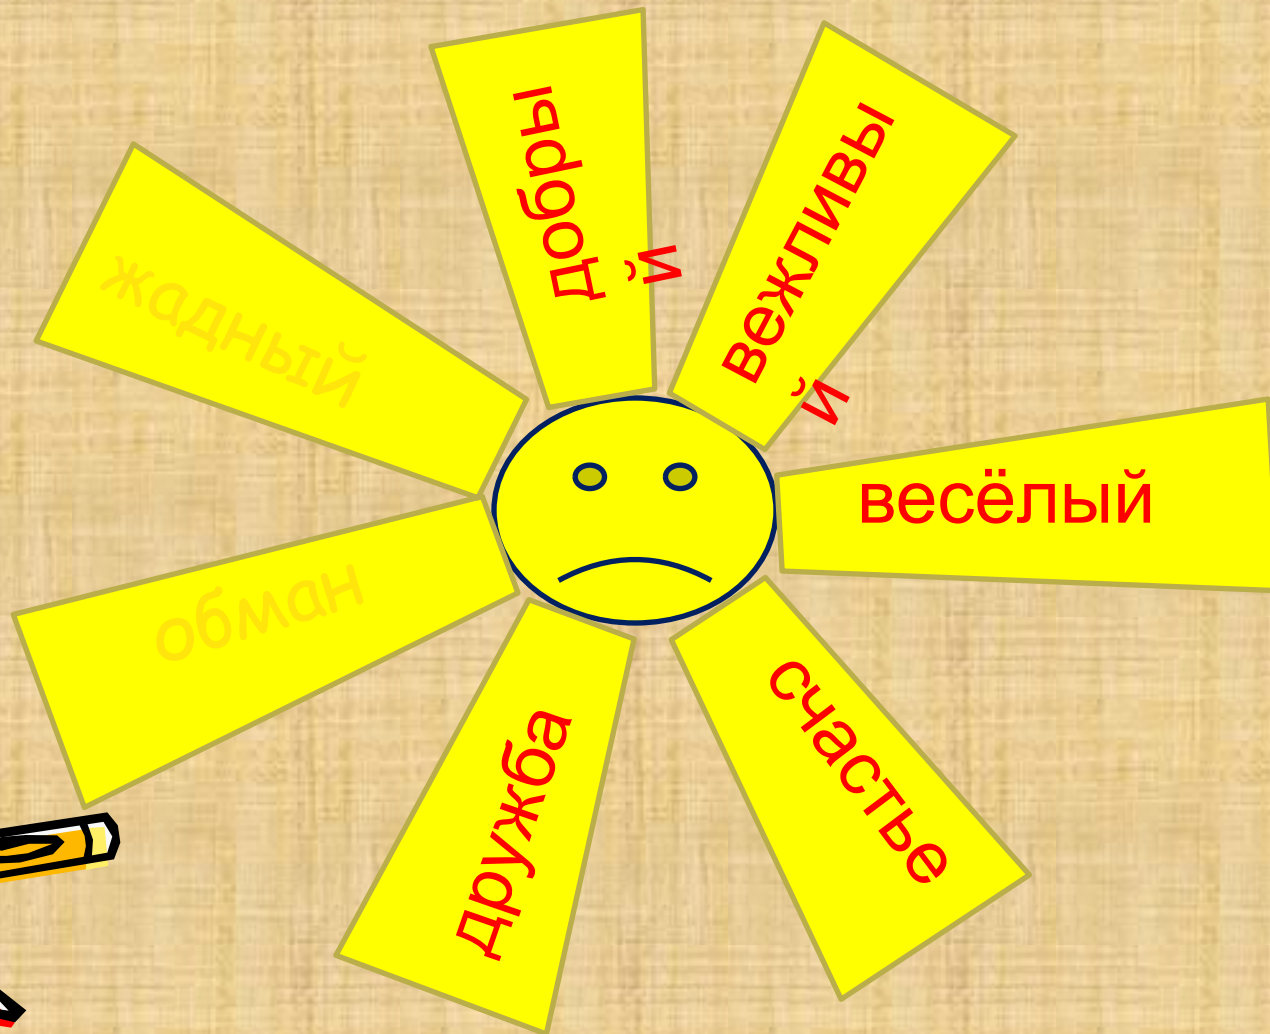 добры
й
вежливы
й
весёлый
счастье
дружба
обман
жадный